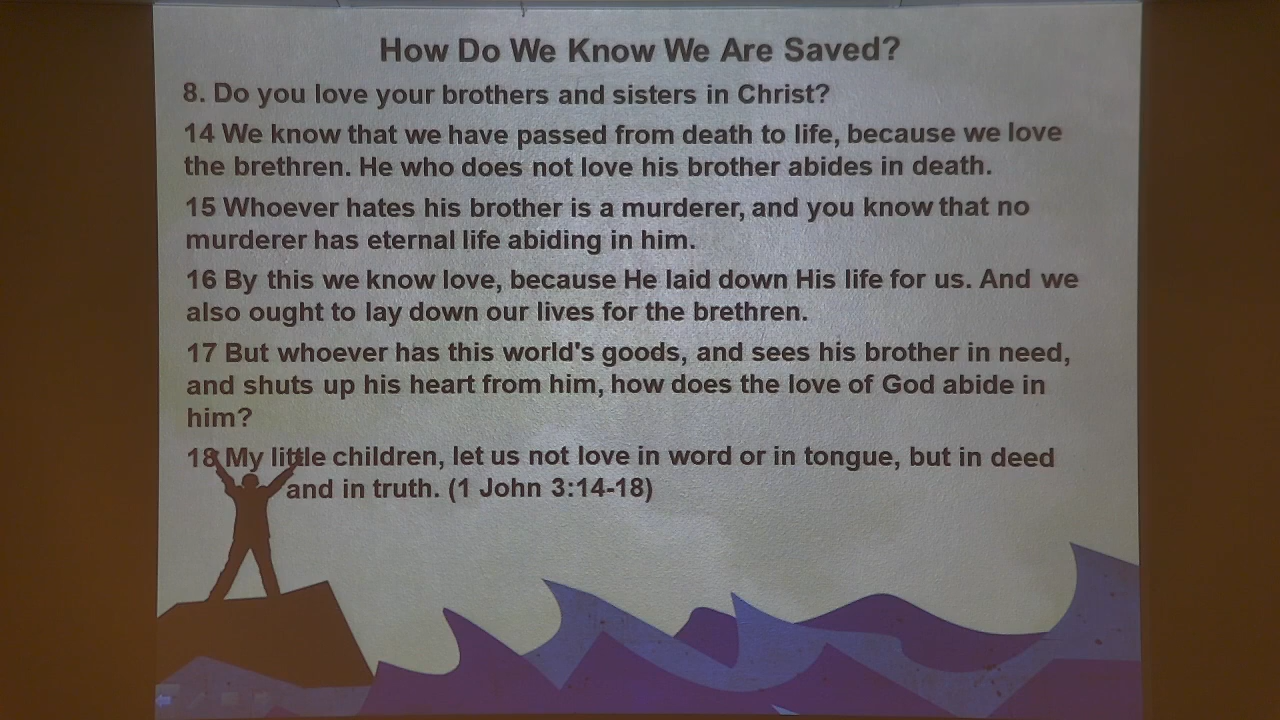 How Do We Know We Are Saved?
8. Do you love your brothers and sisters in Christ?
14 We know that we have passed from death to life, because we love
the brethren. He who does not love his brother abides in death.
15 Whoever hates his brother is a murderer, and you know that no
murderer has eternal life abiding in him.
16 By this we know love, because He laid down His life for us. And we
also ought to lay down our lives for the brethren.
17 But whoever has this world's goods, and sees his brother in need,
and shuts up his heart from him, how does the love of God abide in
him?
18 My little children, let us not love in word or in tongue, but in deed
and in truth. (1 John 3:14-18)